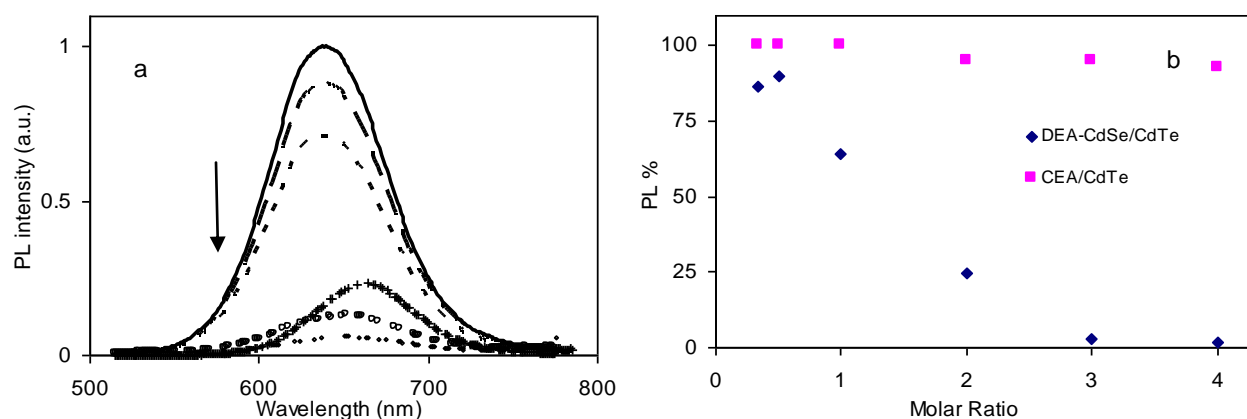 a
PL intensity (a.u.)
1
0.5
0
500
600
700
800
Wavelength (nm)
b
PL %
100
75
50
25
0
DEA-CdSe/CdTe
CEA/CdTe
0
1
2
3
4
Molar Ratio